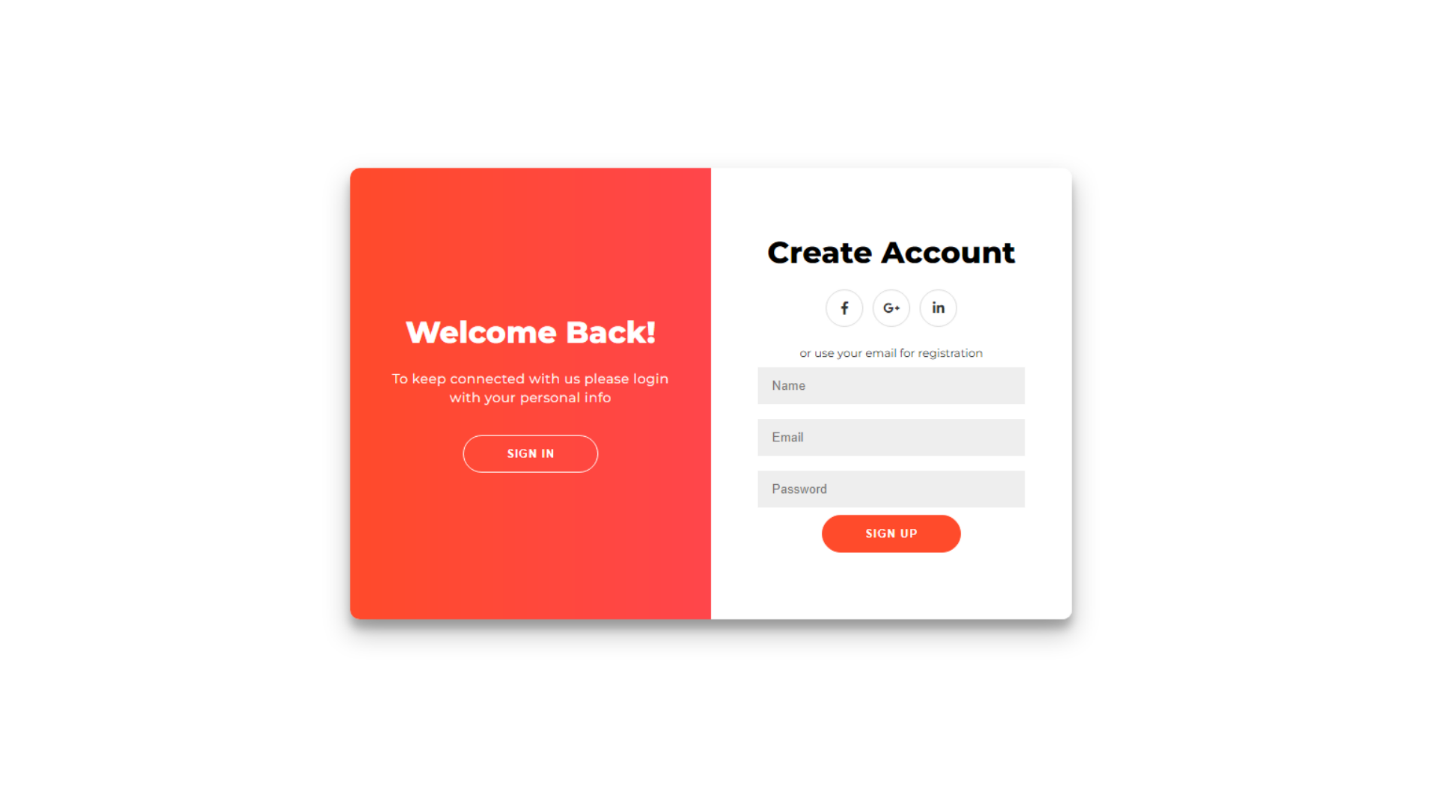 Welcome Back!
To keep connected with us please login
with your personal info
SIGN IN
Create Account
f G+ in
or use your email for registration
Name
Email
Password
SIGN UP